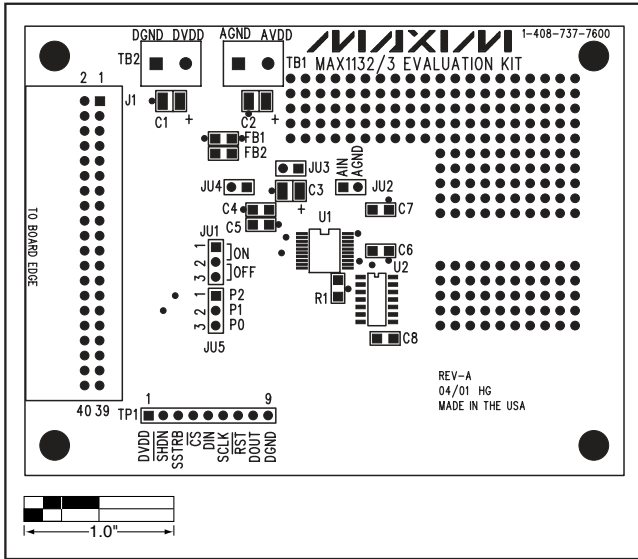 DGND DVDD AGND AVDD
MAXIM 1-408-737-7600
TB2 TB1 MAX1132/3 EVALUATION KIT
2 1
J1
C1 + C2 +
FB1
FB2
JU3
AIN
AGND
JU4 C3 JU2
+
C4 C7
C5 U1
JU1
1 ON
2
3 OFF
C6
U2
R1
1 P2
2 P1
3 P0
JU5
C8
TO BOARD EDGE
REV-A
04/01 HG
MADE IN THE USA
40 39
1 9
TP1
DVDD
SHDN
SSTRB
CS
DIN
SCLK
RST
DOUT
DGND
1.0"